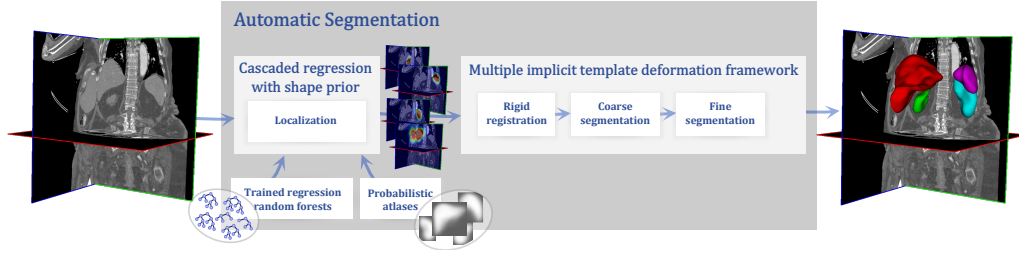 Automatic Segmentation
Cascaded regression
with shape prior
Localization
Multiple implicit template deformation framework
Rigid
registration
Coarse
segmentation
Fine
segmentation
Trained regression
random forests
Probabilistic
atlases